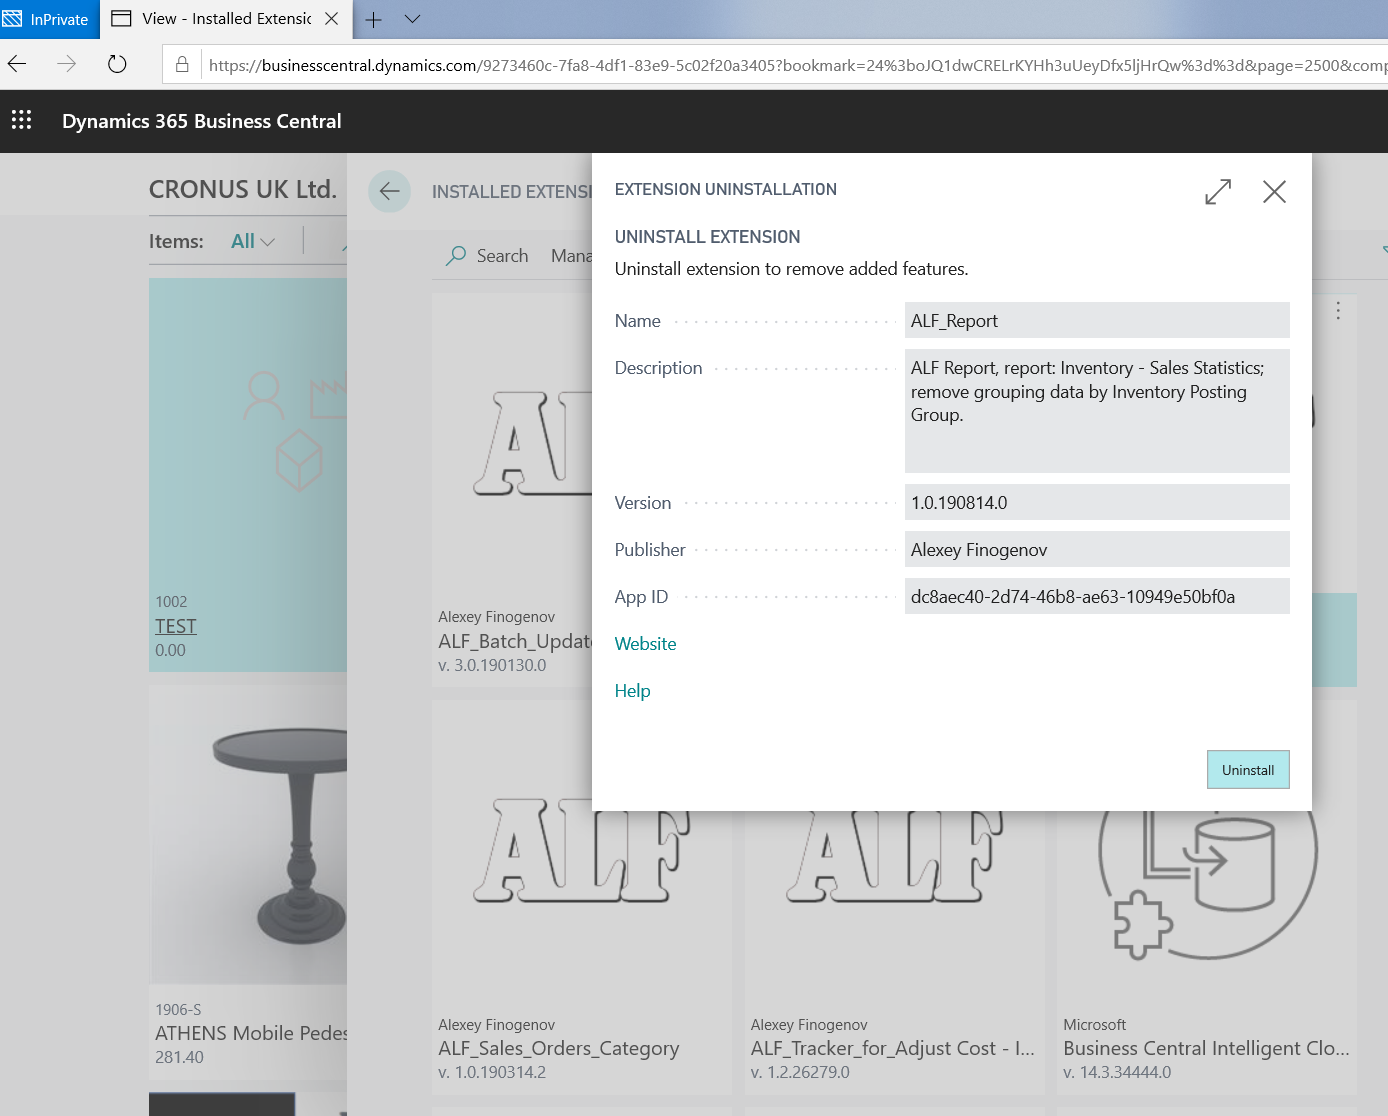 InPrivate
View - Installed Extensic
https://businesscentral.dynamics.com/9273460c-7fa8-4df1-83e9-5c02f20a3405?bookmark=24%3boJQ1dwCRELrKYHh3uUeyDfx5ljHrQw%3d%3d&page=2500&comp
Dynamics 365 Business Central
CRONUS UK Ltd.
Items: All
1002
TEST
0.00
1906-S
ATHENS Mobile Pedes
281.40
INSTALLED EXTENSI
Search Mana
ALF
Alexey Finogenov
ALF_Batch_Update
v. 3.0.190130.0
EXTENSION UNINSTALLATION
UNINSTALL EXTENSION
Uninstall extension to remove added features.
Name ALF_Report
Description ALF Report, report: Inventory - Sales Statistics;
remove grouping data by Inventory Posting
Group.
Version 1.0.190814.0
Publisher Alexey Finogenov
App ID dc8aec40-2d74-46b8-ae63-10949e50bf0a
Website
Help
Uninstall
ALF
Alexey Finogenov
ALF_Sales_Orders_Category
v. 1.0.190314.2
ALF
Alexey Finogenov
ALF_Tracker_for_Adjust Cost - I...
v. 1.2.26279.0
Microsoft
Business Central Intelligent Clo...
v. 14.3.34444.0